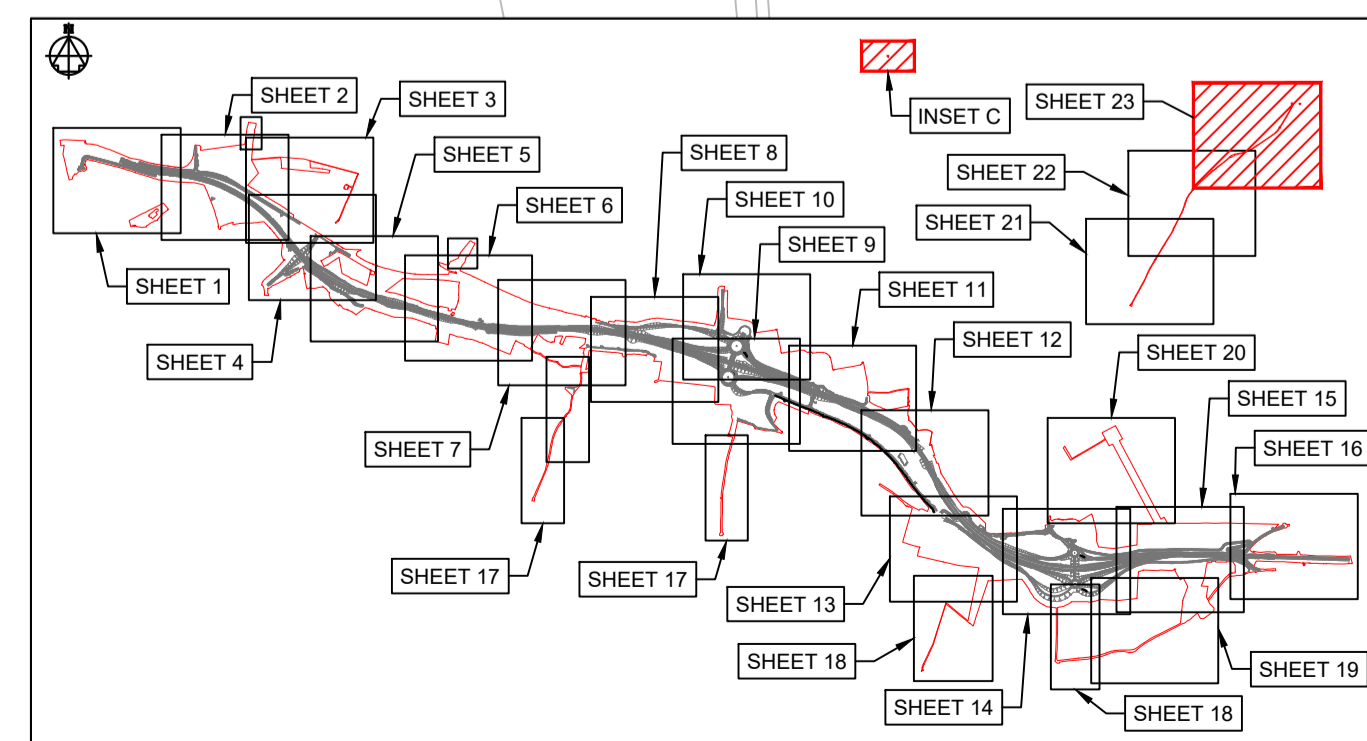 SHEET 2
SHEET 3
INSET C
SHEET 23
SHEET 5
SHEET 8
SHEET 22
SHEET 6
SHEET 10
SHEET 21
SHEET 9
SHEET 1
SHEET 11
SHEET 12
SHEET 4
SHEET 20
SHEET 15
SHEET 7
SHEET 16
SHEET 17
SHEET 17
SHEET 13
SHEET 18
SHEET 19
SHEET 14
SHEET 18